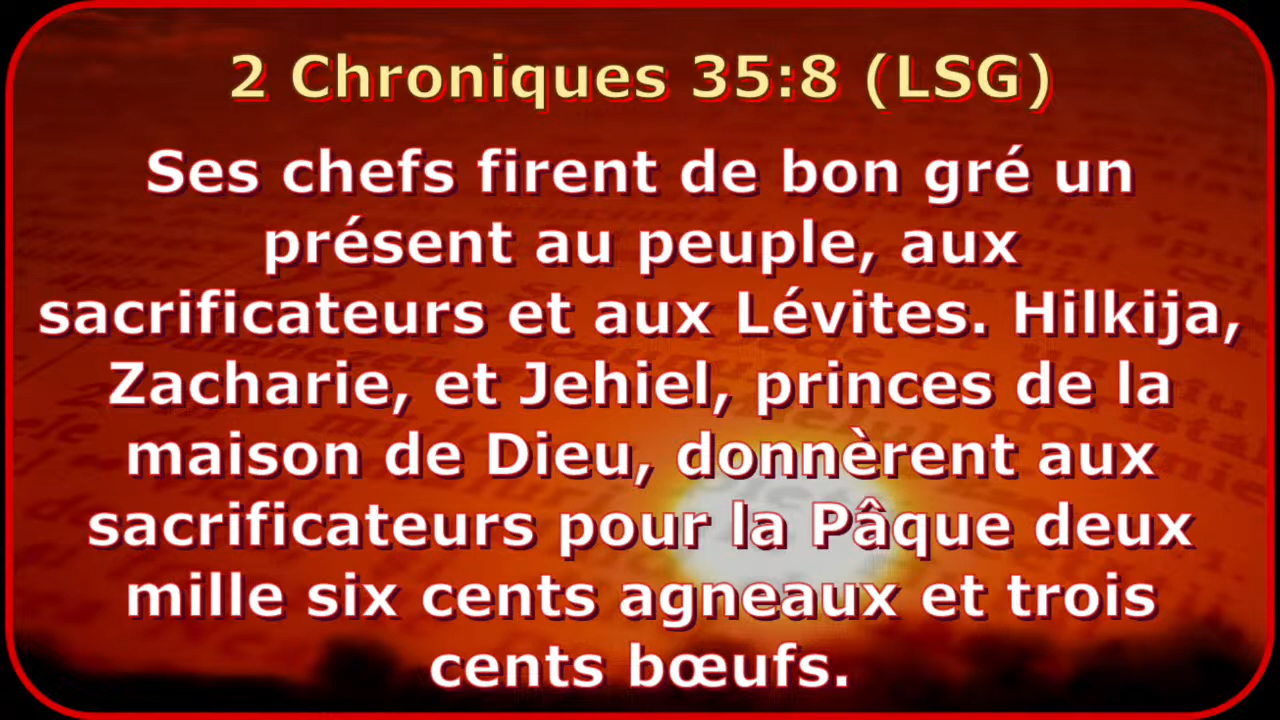 2 Chroniques 35:8 (LSG)
Ses chefs firent de bon gré un
présent au peuple, aux
sacrificateurs et aux Lévites. Hilkija,
Zacharie, et Jehiel, princes de la
maison de Dieu, donnèrent aux
sacrificateurs pour la Pâque deux
mille six cents agneaux et trois
cents bœufs.